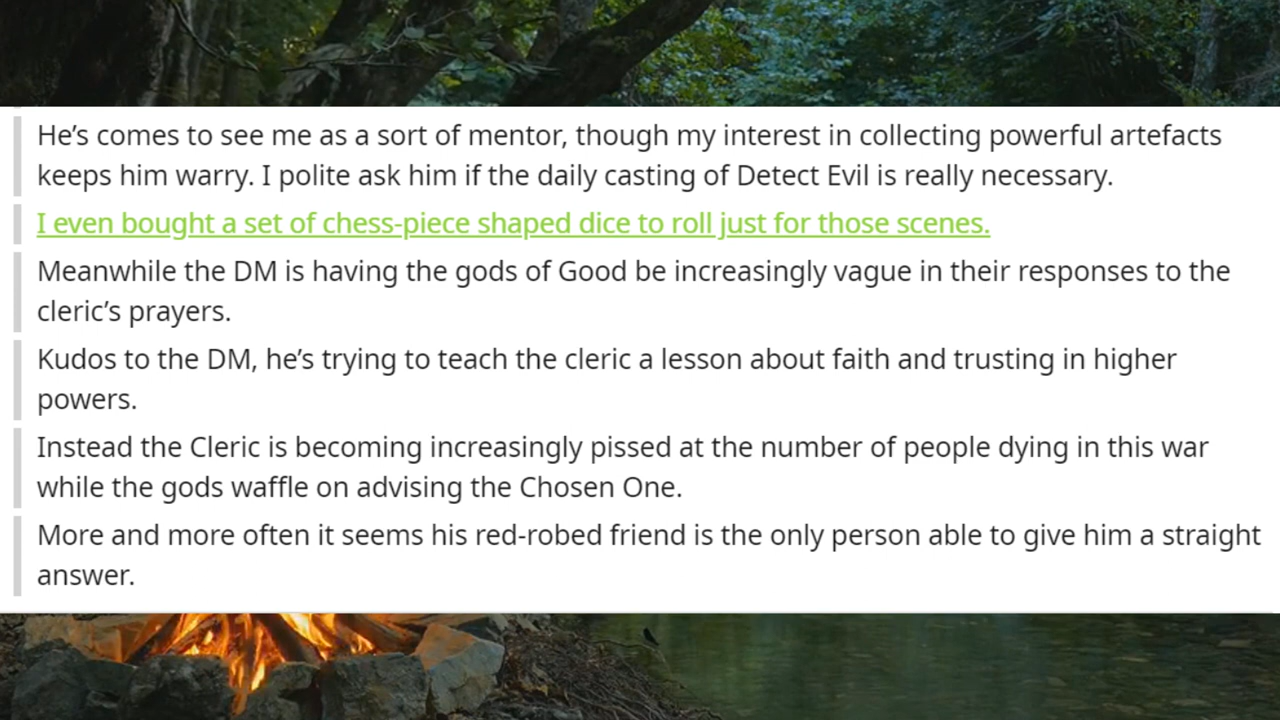 He’s comes to see me as a sort of mentor, though my interest in collecting powerful artefacts
keeps him warry. I polite ask him if the daily casting of Detect Evil is really necessary.
I even bought a set of chess-piece shaped dice to roll just for those scenes.
Meanwhile the DM is having the gods of Good be increasingly vague in their responses to the
cleric’s prayers.
Kudos to the DM, he’s trying to teach the cleric a lesson about faith and trusting in higher
powers.
Instead the Cleric is becoming increasingly pissed at the number of people dying in this war
while the gods waffle on advising the Chosen One.
More and more often it seems his red-robed friend is the only person able to give him a straight
answer.